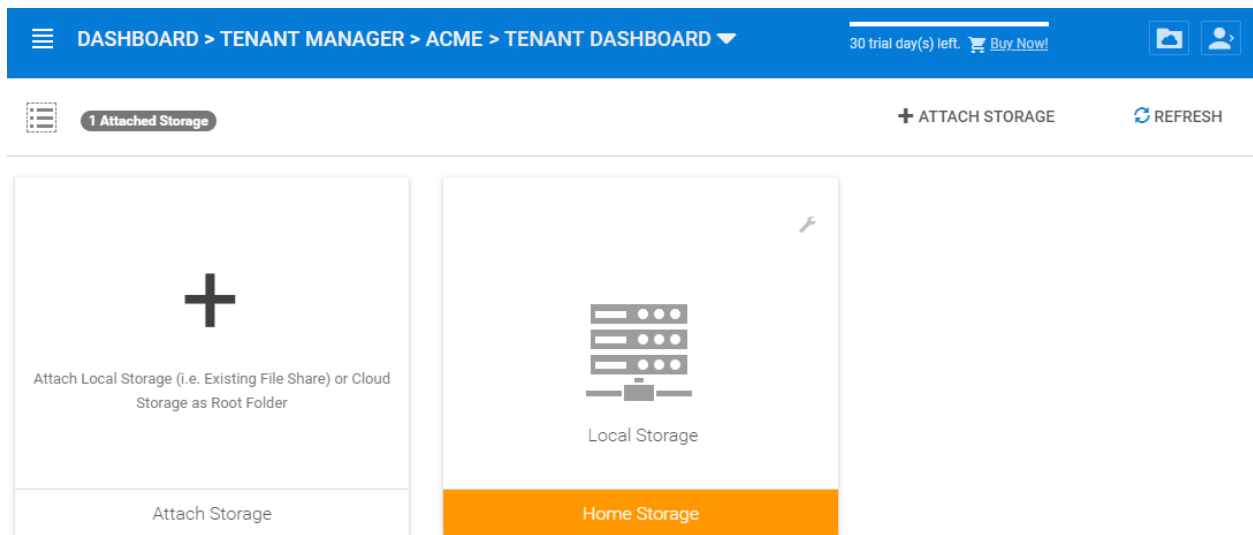 DASHBOARD > TENANT MANAGER > ACME > TENANT DASHBOARD
30 trial day(s) left. Buy Now!
1 Attached Storage
+ ATTACH STORAGE
REFRESH
Attach Local Storage (i.e. Existing File Share) or Cloud
Storage as Root Folder
Attach Storage
Local Storage
Home Storage